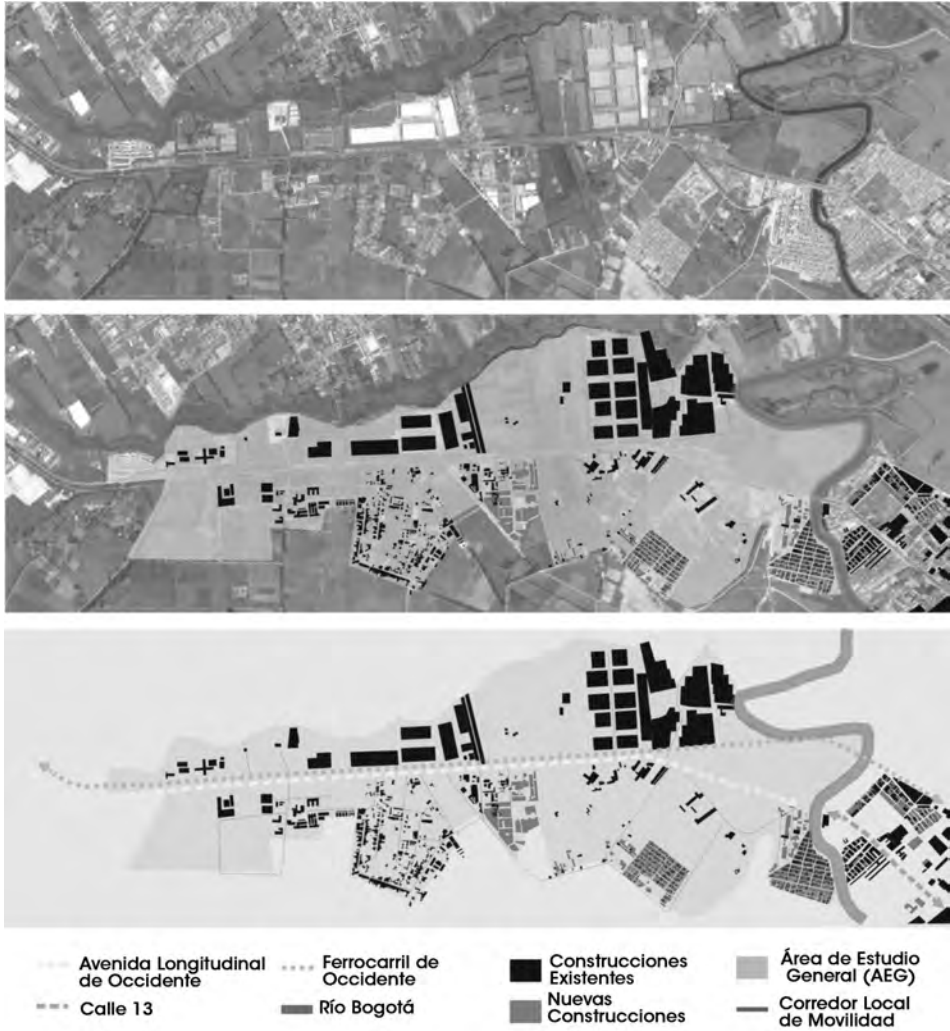 Avenida Longitudinal
de Occidente
Calle 13
Ferrocarril de
Occidente
Río Bogotá
Construcciones
Existentes
Nuevas
Construcciones
Área de Estudio
General (AEG)
Corredor Local
de Movilidad